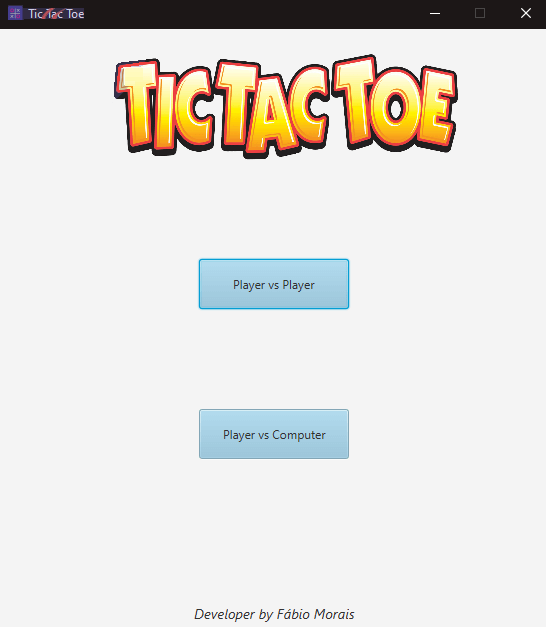 Tic Tac Toe
TIC TAC TOE
Player vs Player
Player vs Computer
Developer by Fábio Morais